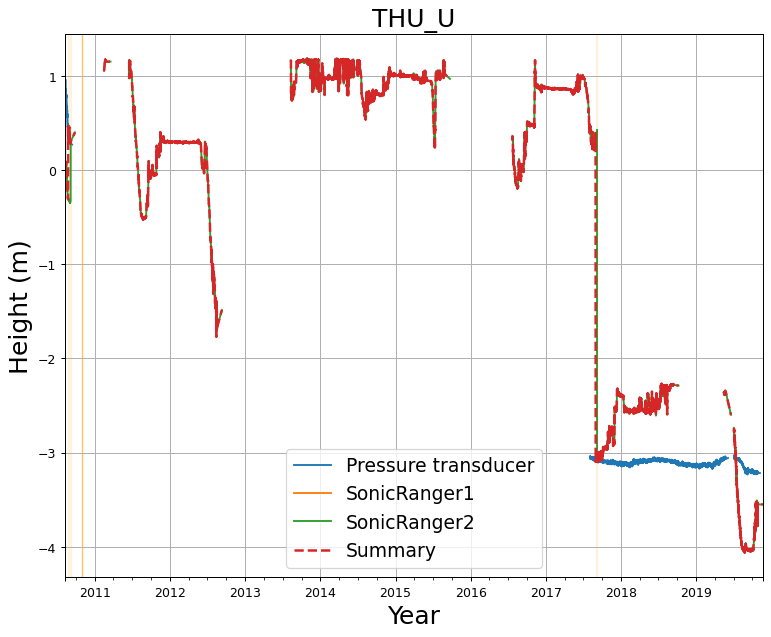 THU_U
Height (m)
1
0
−1
−2
−3
−4
Pressure transducer
SonicRanger1
SonicRanger2
Summary
2011 2012 2013 2014 2015 2016 2017 2018 2019
Year